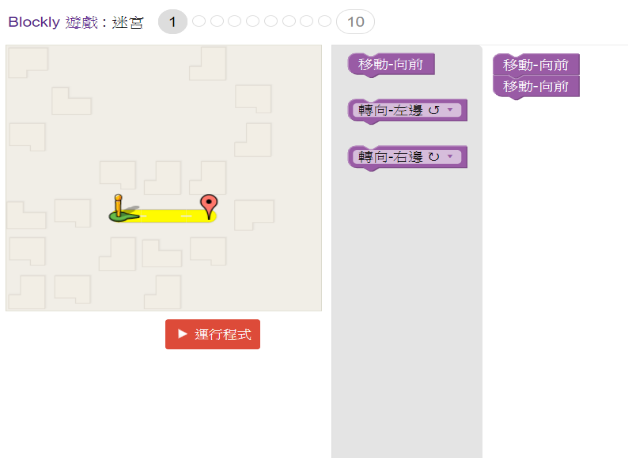 Blockly 遊戲 : 迷宮 1 10
移動-向前
轉向-左邊 ↺
轉向-右邊 ↻
移動-向前
移動-向前
運行程式